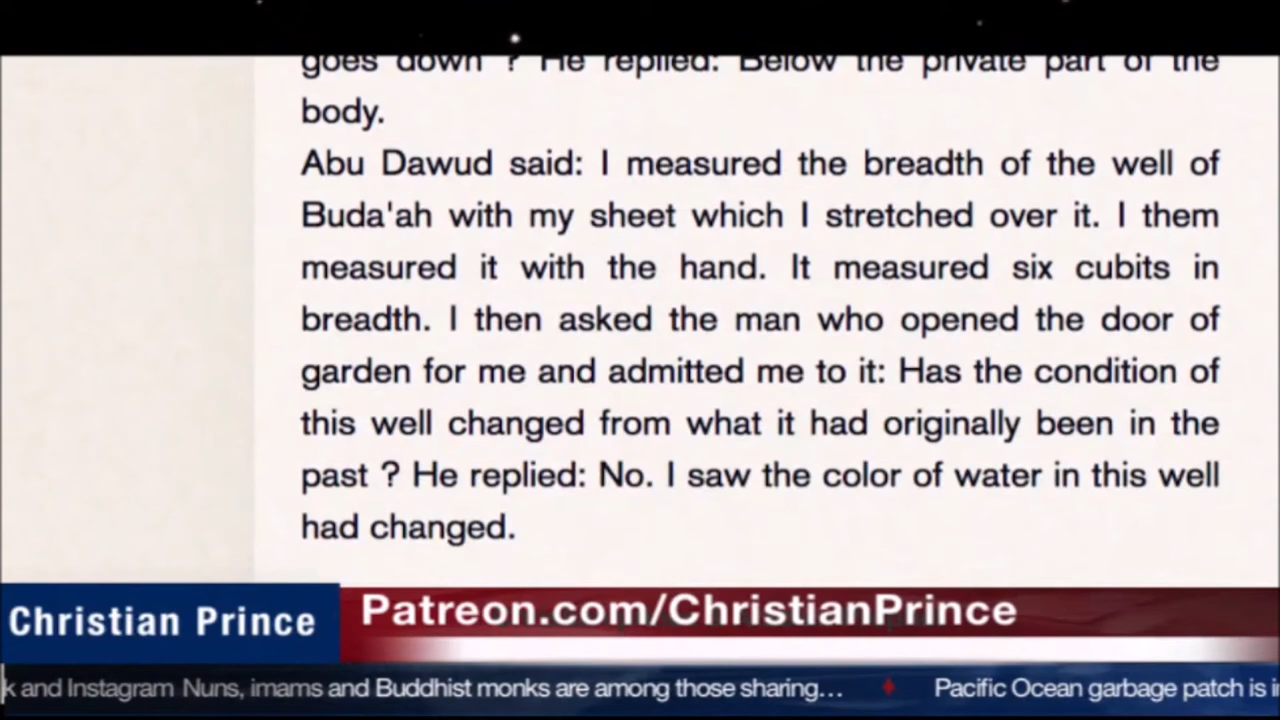 goes down ? He replied: Below the private part of the
body.
Abu Dawud said: I measured the breadth of the well of
Buda'ah with my sheet which I stretched over it. I them
measured it with the hand. It measured six cubits in
breadth. I then asked the man who opened the door of
garden for me and admitted me to it: Has the condition of
this well changed from what it had originally been in the
past ? He replied: No. I saw the color of water in this well
had changed.
Christian Prince
Patreon.com/ChristianPrince
k and Instagram Nuns, imams and Buddhist monks are among those sharing... ♦ Pacific Ocean garbage patch is i